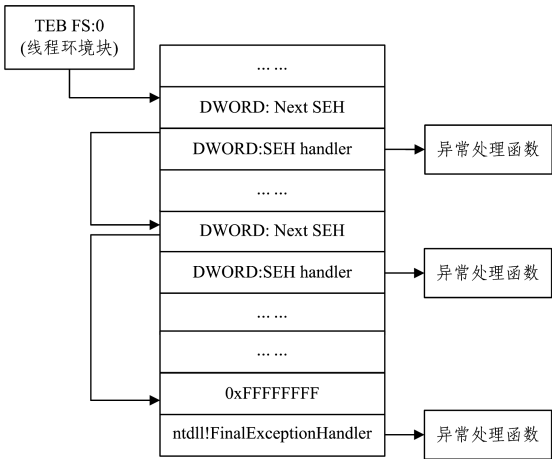 TEB FS:0
(线程环境块)
... ...
DWORD: Next SEH
DWORD:SEH handler
异常处理函数
... ...
DWORD: Next SEH
DWORD:SEH handler
异常处理函数
... ...
... ...
0xFFFFFFFF
ntdll!FinalExceptionHandler
异常处理函数